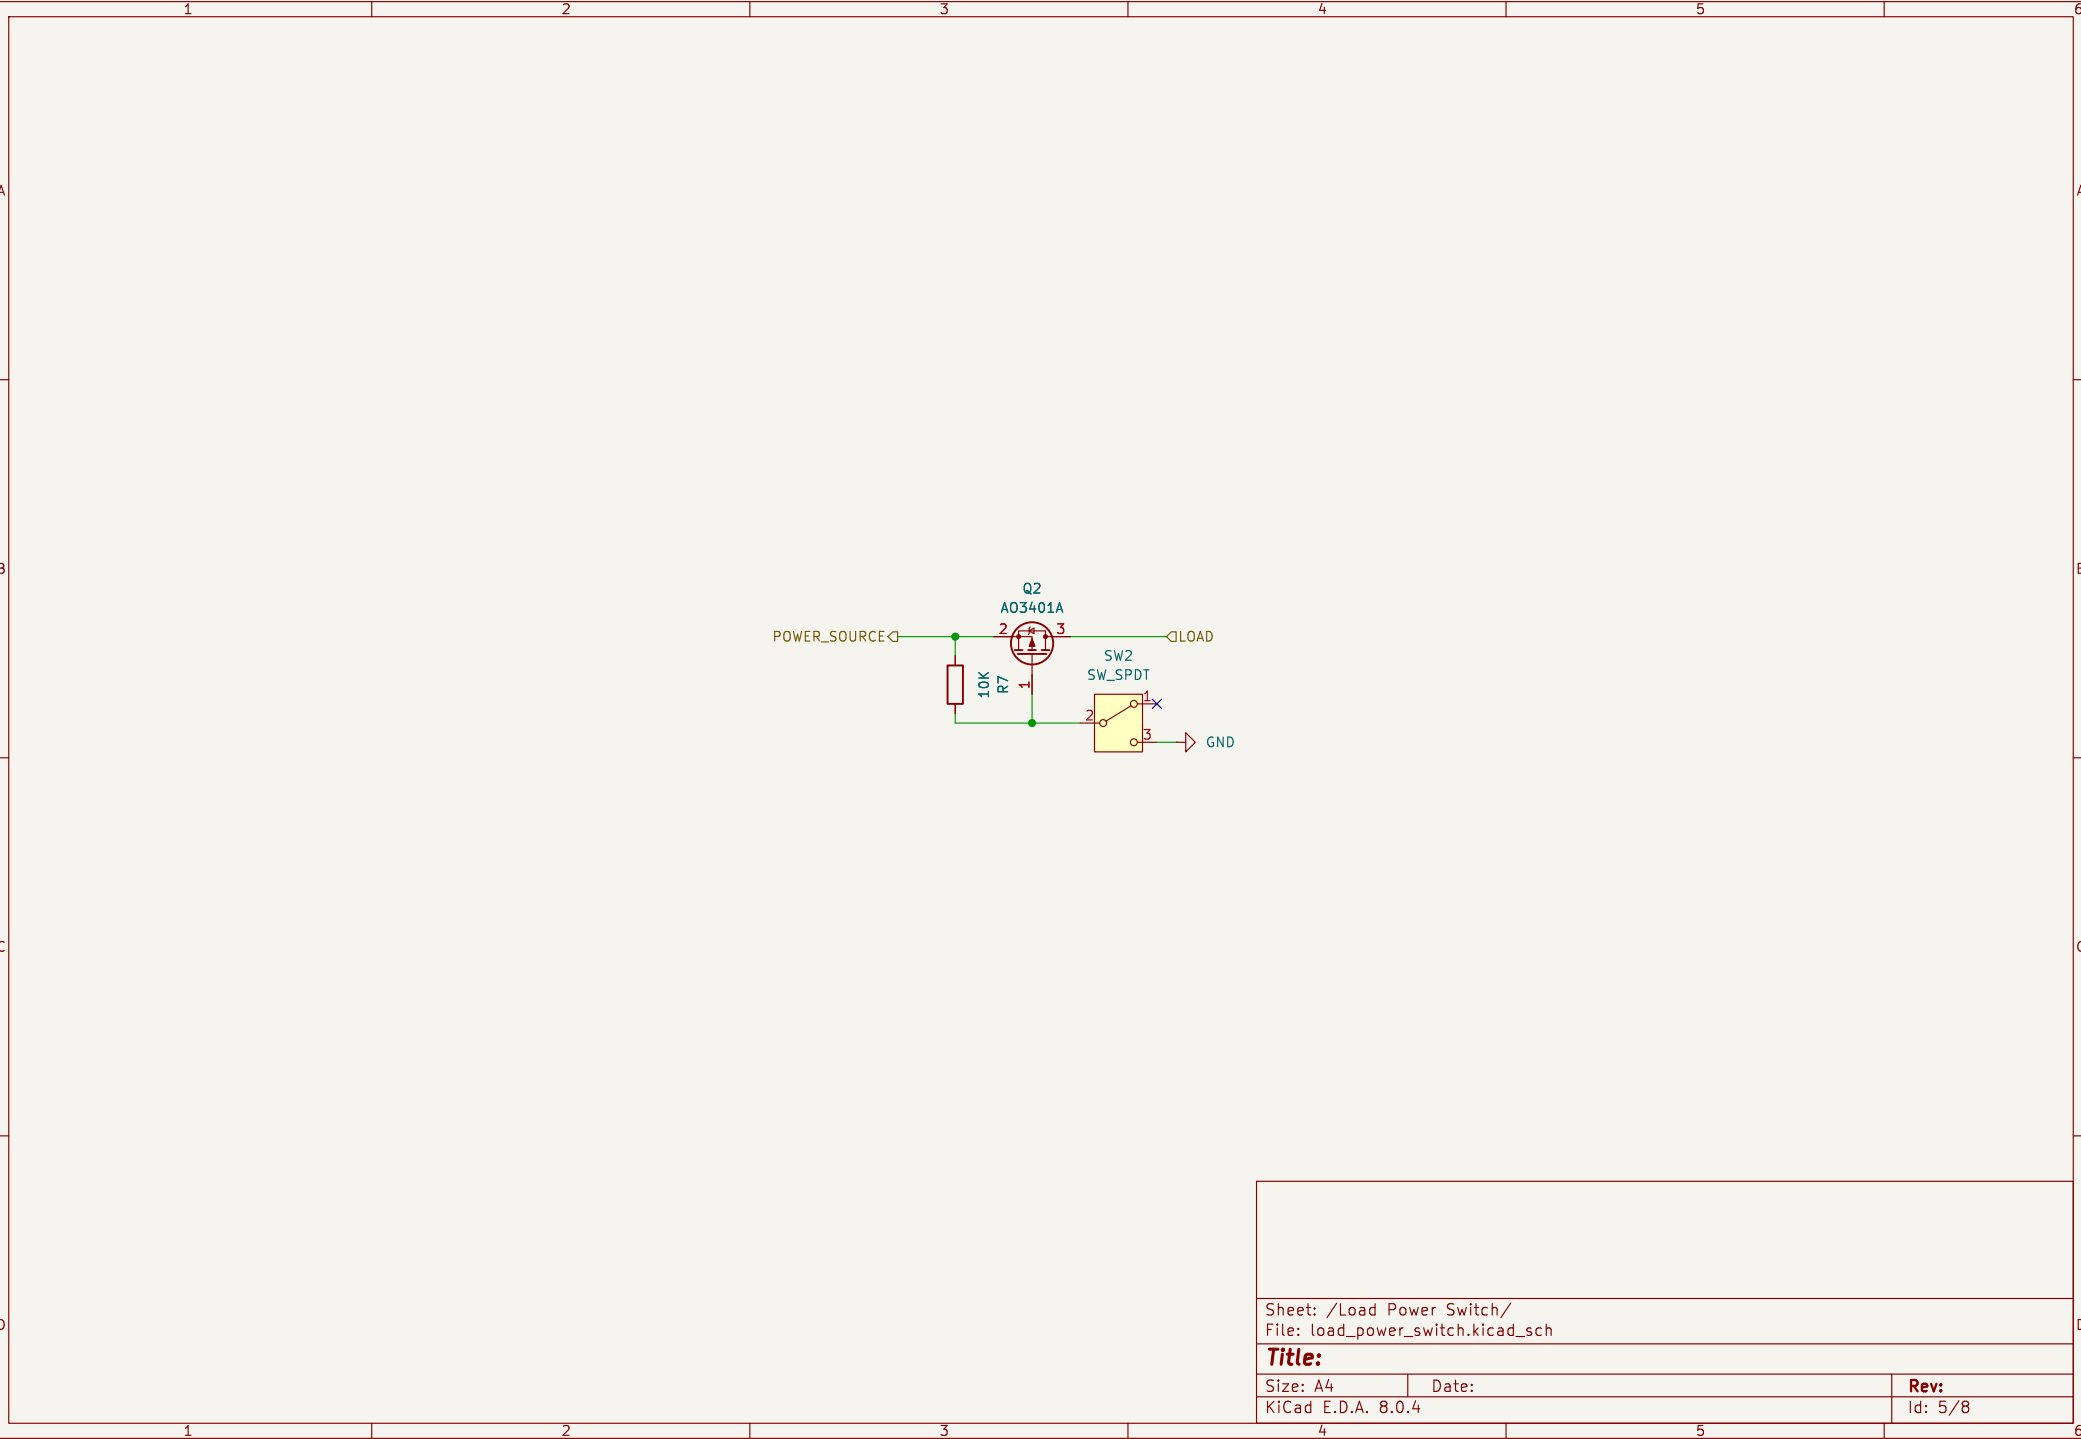 1 2 3 4 5 6
A A
Q2
AO3401A
POWER_SOURCE 2 3 LOAD
SW2
SW_SPDT
10K
R7
1
1
2
3
GND
Sheet: /Load Power Switch/
File: load_power_switch.kicad_sch
Title:
Size: A4 Date: Rev:
KiCad E.D.A. 8.0.4 Id: 5/8
1 2 3 4 5 6